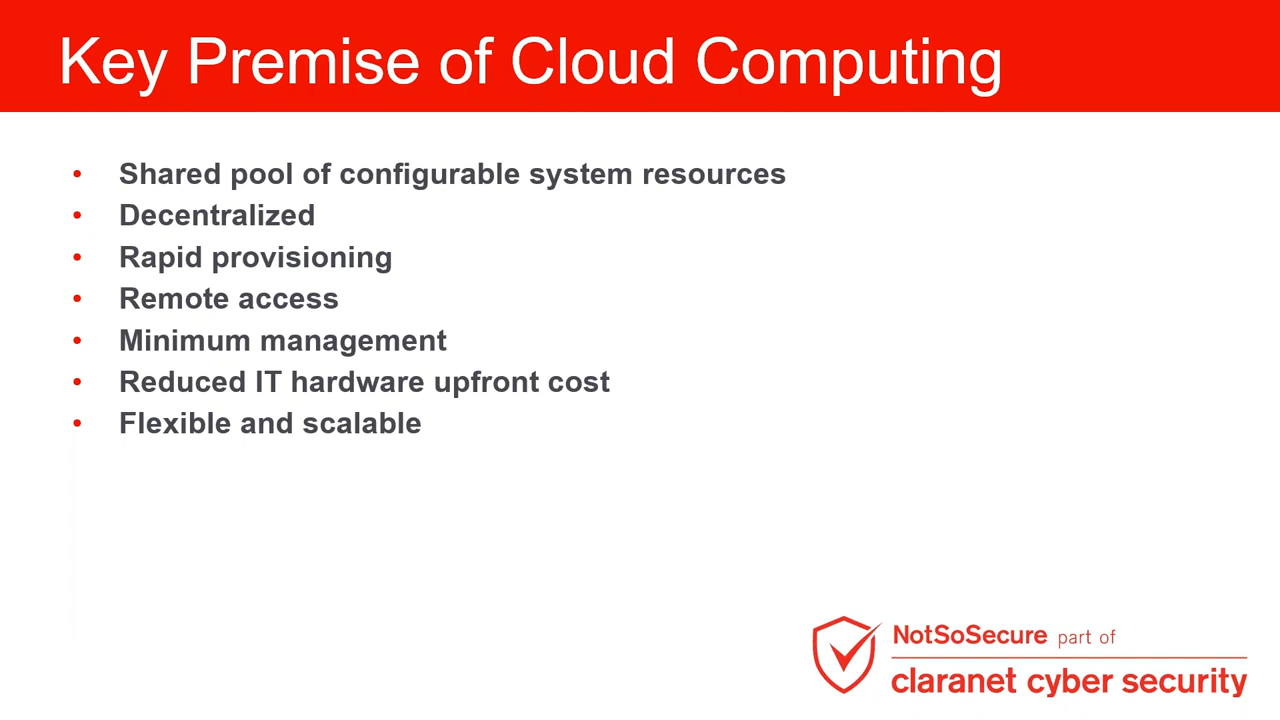 Key Premise of Cloud Computing
• Shared pool of configurable system resources
• Decentralized
• Rapid provisioning
• Remote access
• Minimum management
• Reduced IT hardware upfront cost
• Flexible and scalable
NotSoSecure part of
claranet cyber security